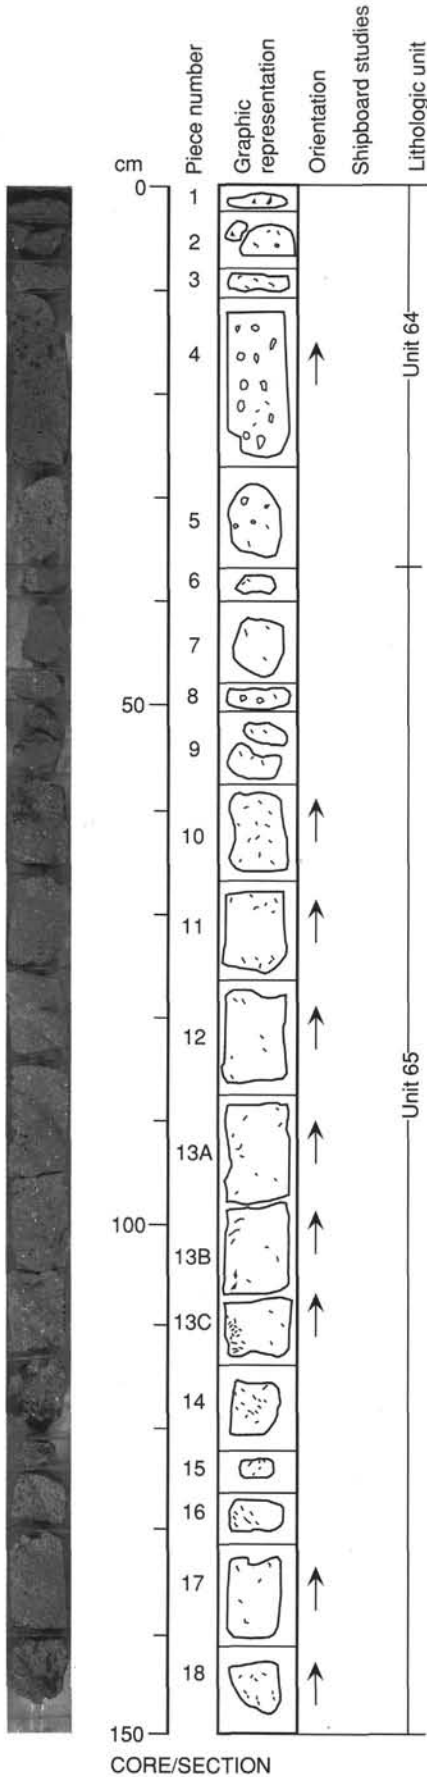 cm
Piece number
Graphic
representation
Orientation
Shipboard studies
Lithologic unit
0
1
2
3
4
5
6
7
50
8
9
10
11
12
13A
100
13B
13C
14
15
16
17
18
150
Unit 64
Unit 65
CORE/SECTION